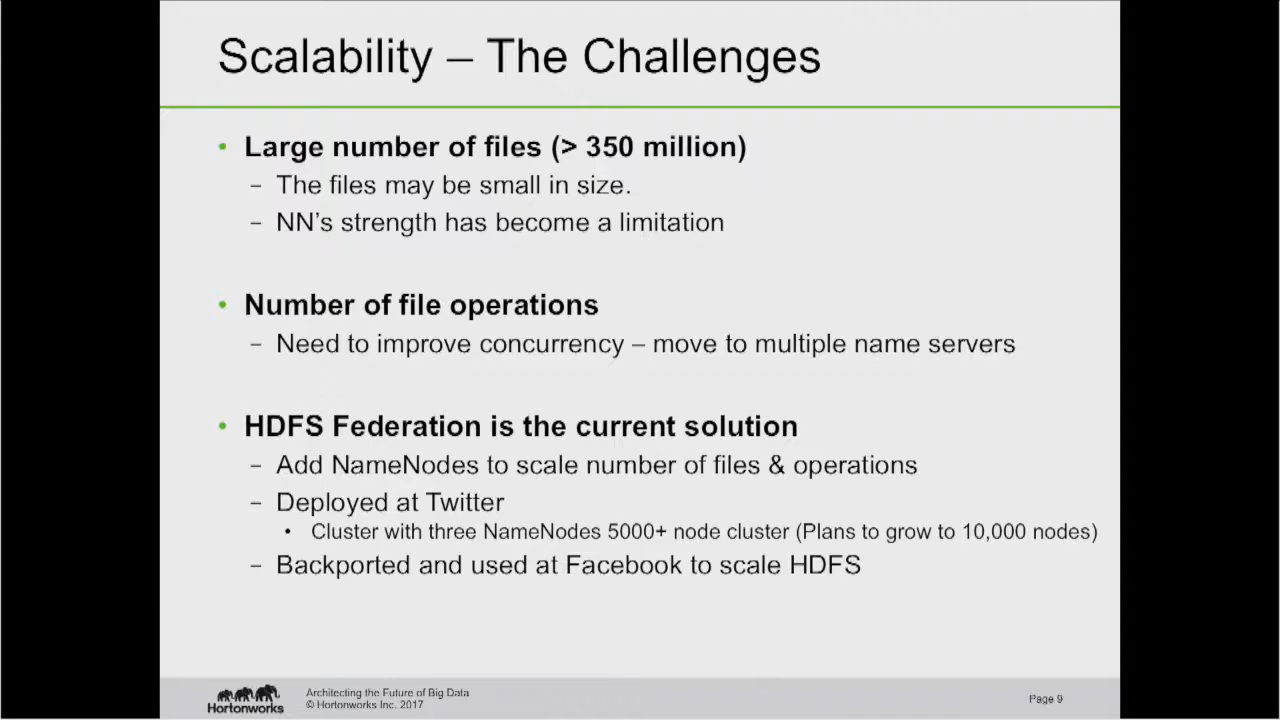 Scalability – The Challenges
• Large number of files (> 350 million)
– The files may be small in size.
– NN's strength has become a limitation
• Number of file operations
– Need to improve concurrency – move to multiple name servers
• HDFS Federation is the current solution
– Add NameNodes to scale number of files & operations
– Deployed at Twitter
• Cluster with three NameNodes 5000+ node cluster (Plans to grow to 10,000 nodes)
– Backported and used at Facebook to scale HDFS
Hortonworks
Architecting the Future of Big Data
© Hortonworks Inc. 2017
Page 9